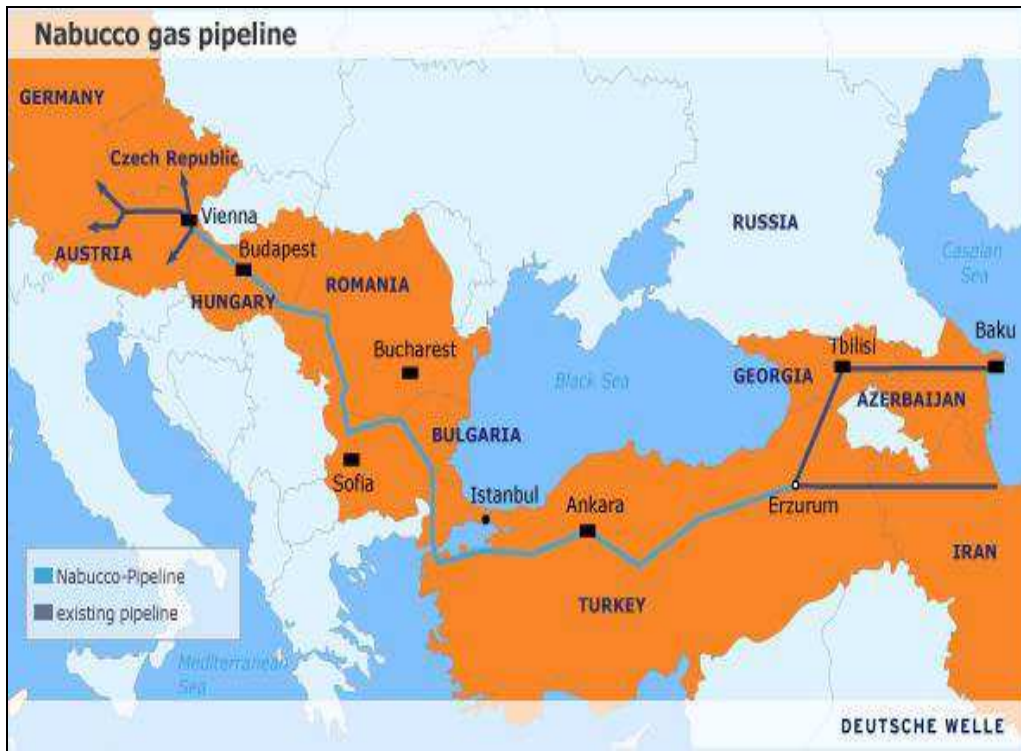 Nabucco gas pipeline
GERMANY
Czech Republic
Vienna
AUSTRIA
Budapest
HUNGARY
ROMANIA
Bucharest
RUSSIA
Caspian
Sea
Black Sea
Tbilisi
Baku
GEORGIA
AZERBAIJAN
BULGARIA
Sofia
Istanbul
Ankara
Erzurum
IRAN
TURKEY
Nabucco-Pipeline
existing pipeline
Mediterranean
Sea
DEUTSCHE WELLE